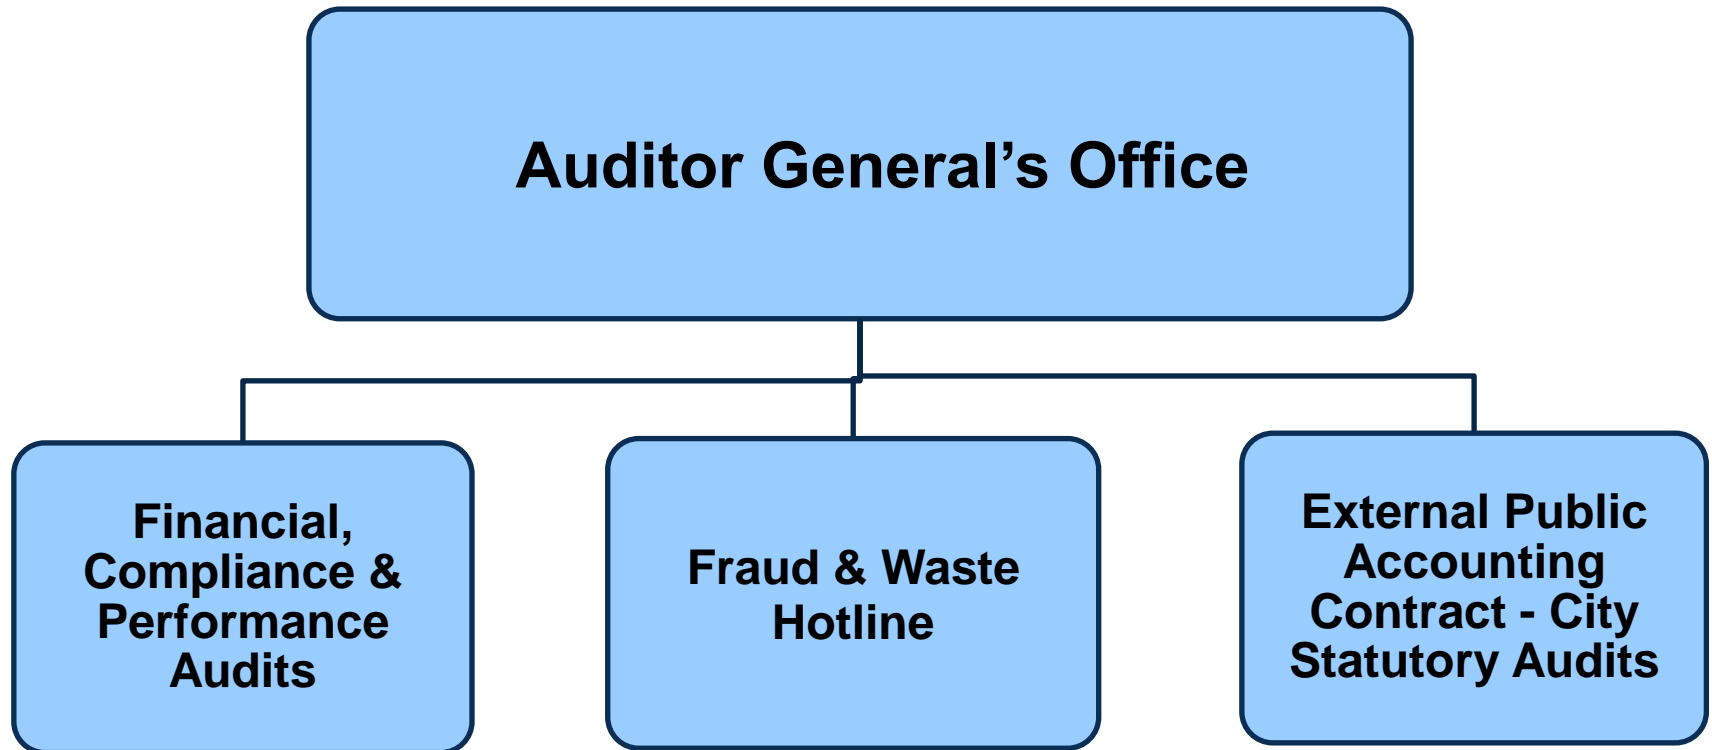 Auditor General’s Office
Financial,
Compliance &
Performance
Audits
Fraud & Waste
Hotline
External Public
Accounting
Contract - City
Statutory Audits